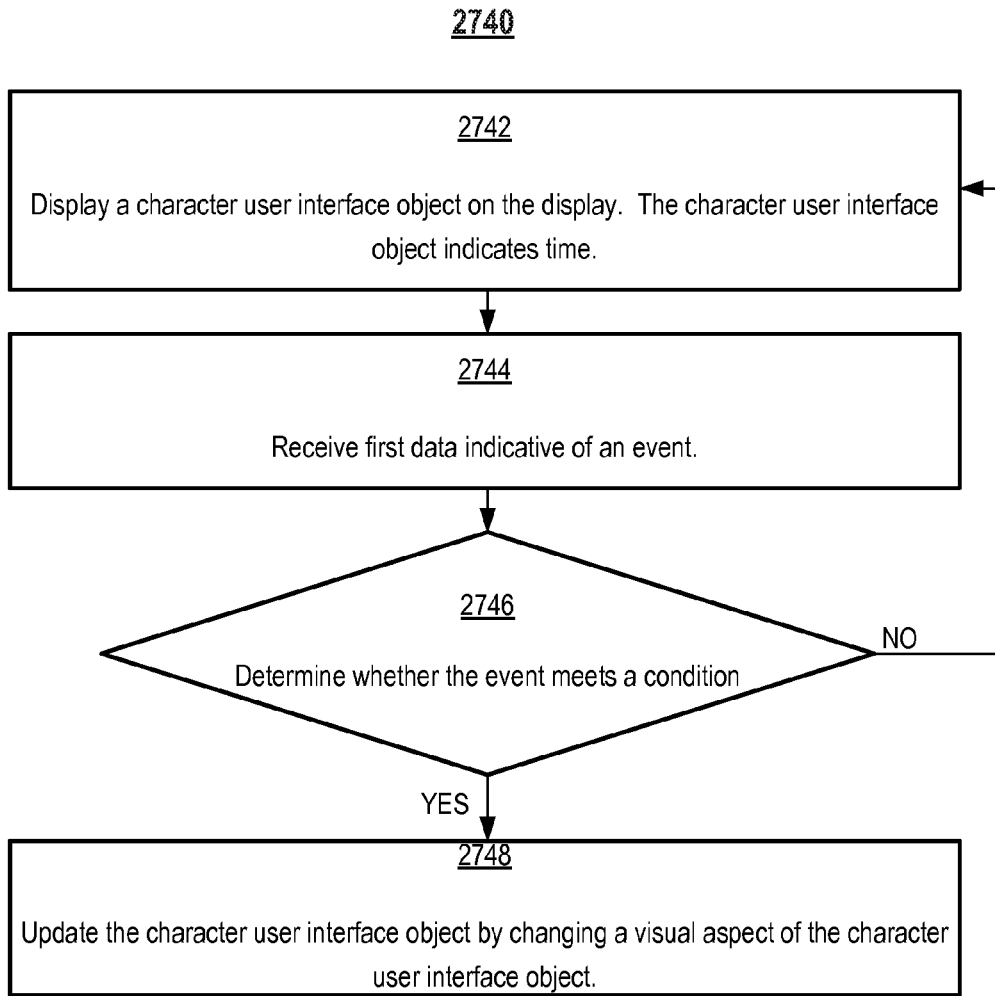 2740
2742
Display a character user interface object on the display. The character user interface
object indicates time.
2744
Receive first data indicative of an event.
2746
Determine whether the event meets a condition
NO
YES
2748
Update the character user interface object by changing a visual aspect of the character
user interface object.